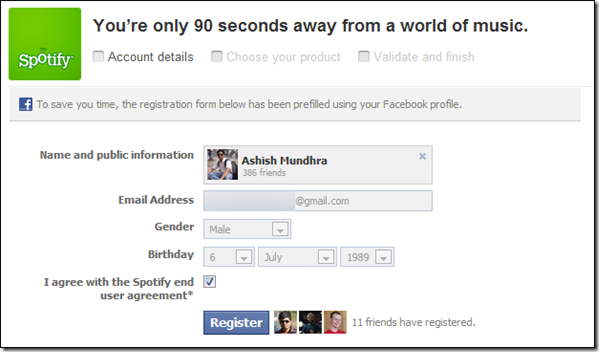 Spotify
You're only 90 seconds away from a world of music.
Account details Choose your product Validate and finish
To save you time, the registration form below has been prefilled using your Facebook profile.
Name and public information
Ashish Mundhra
386 friends
Email Address @gmail.com
Gender Male
Birthday 6 July 1989
I agree with the Spotify end
user agreement*
Register 11 friends have registered.